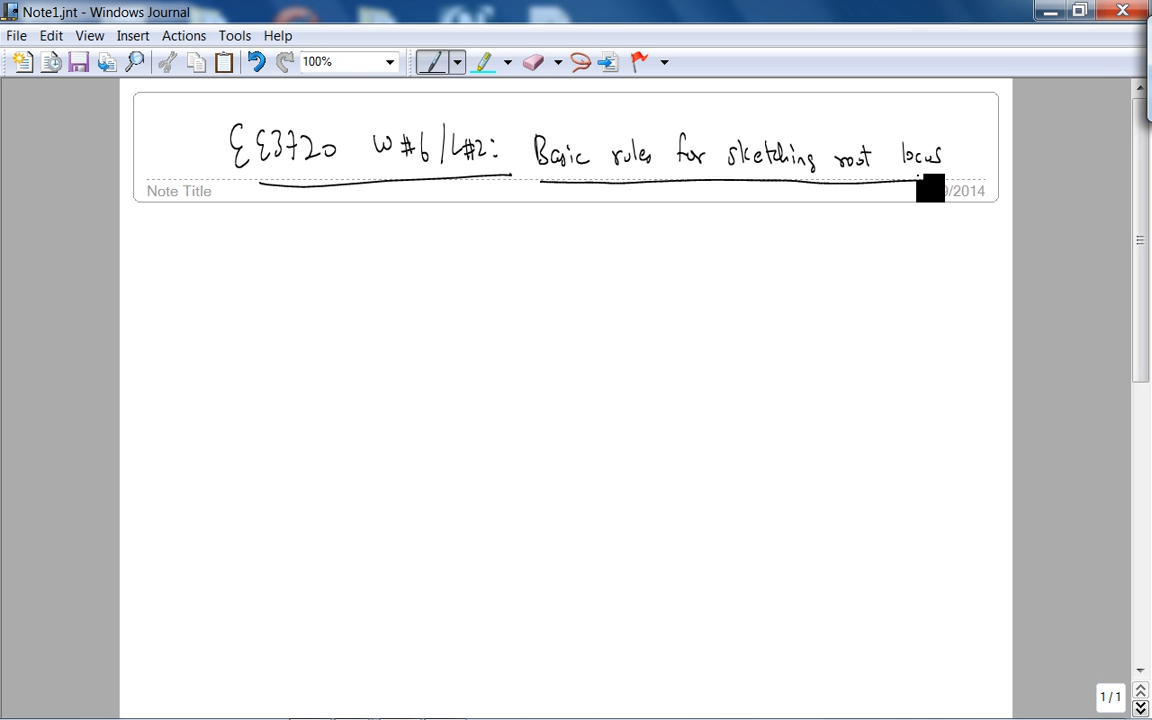 Note1.jnt - Windows Journal
File Edit View Insert Actions Tools Help
100%
EE3720 W#6/L#2: Basic rules for sketching root locus
Note Title
9/2014
1/1